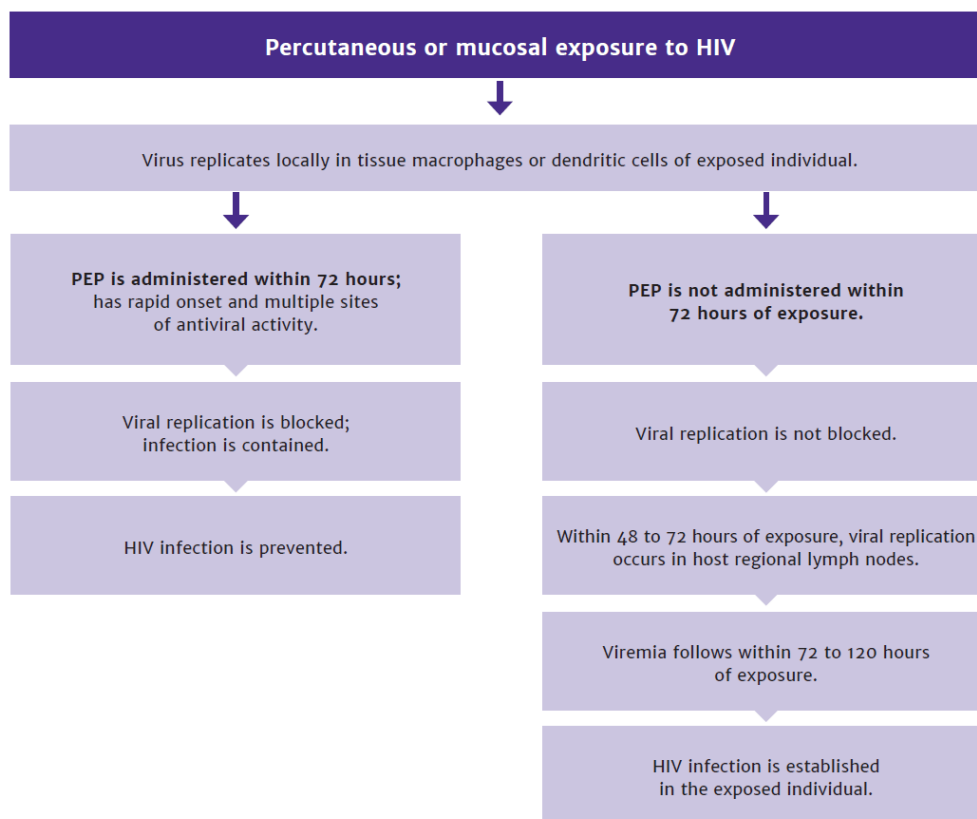 Percutaneous or mucosal exposure to HIV
Virus replicates locally in tissue macrophages or dendritic cells of exposed individual.
PEP is administered within 72 hours;
has rapid onset and multiple sites
of antiviral activity.
Viral replication is blocked;
infection is contained.
HIV infection is prevented.
PEP is not administered within
72 hours of exposure.
Viral replication is not blocked.
Within 48 to 72 hours of exposure, viral replication
occurs in host regional lymph nodes.
Viremia follows within 72 to 120 hours
of exposure.
HIV infection is established
in the exposed individual.